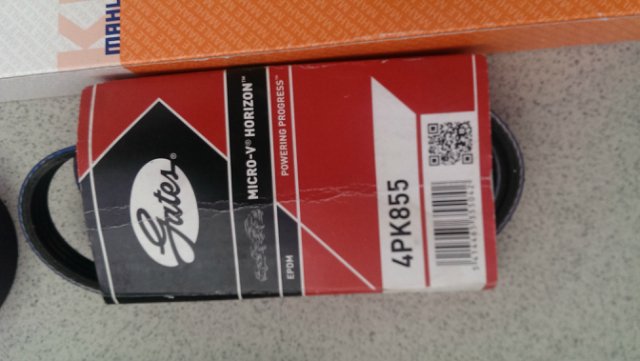 MAHLE
Gates®
MICRO-V® HORIZON™
POWERING PROGRESS™
EPDM
4PK855